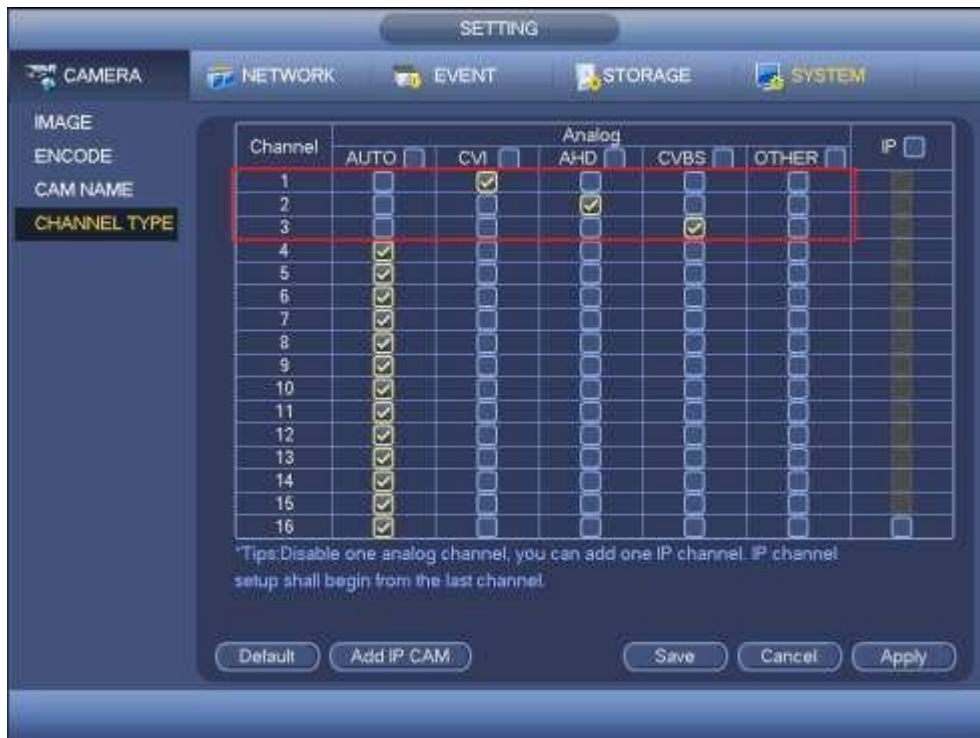 SETTING
CAMERA NETWORK EVENT STORAGE SYSTEM
IMAGE
ENCODE
CAM NAME
CHANNEL TYPE
Channel Analog IP
AUTO CVI AHD CVBS OTHER
1
2
3
4
5
6
7
8
9
10
11
12
13
14
15
16
*Tips:Disable one analog channel, you can add one IP channel. IP channel
setup shall begin from the last channel.
Default Add IP CAM Save Cancel Apply